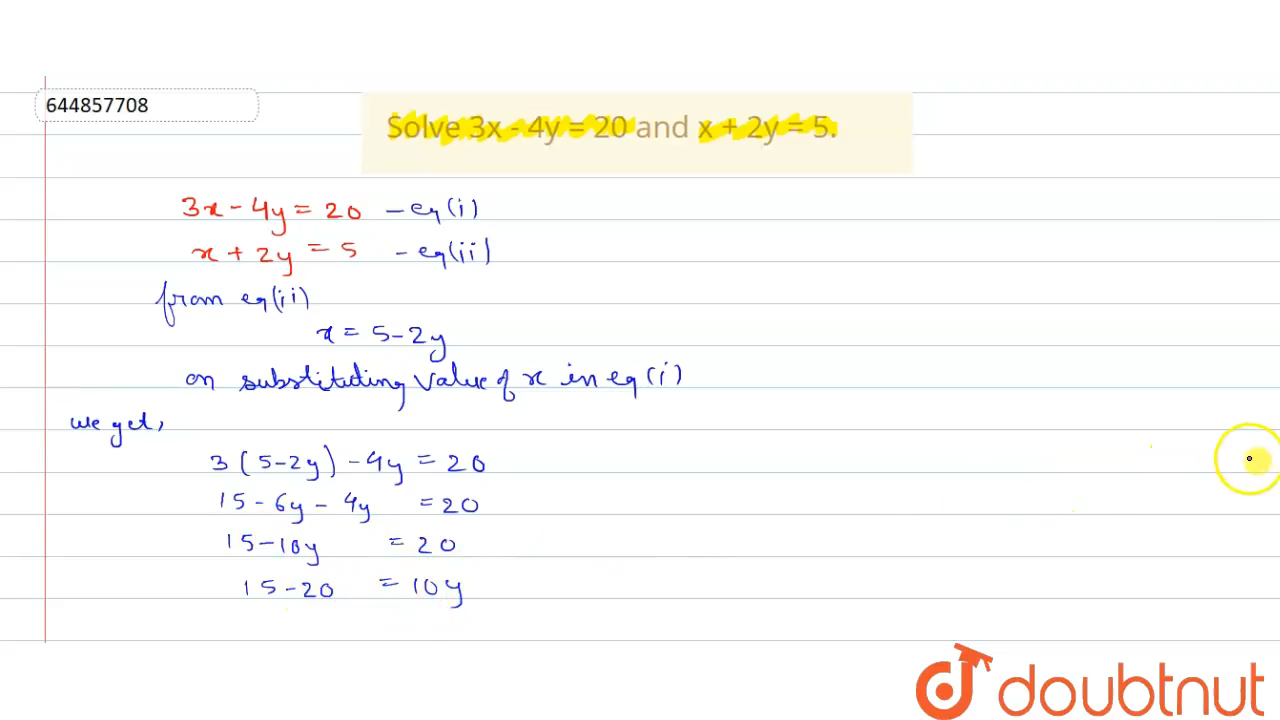 644857708
Solve 3x - 4y = 20 and x + 2y = 5.
3x - 4y = 20 - eq(i)
x + 2y = 5 - eq(ii)
from eq(ii)
x = 5 - 2y
on substituting value of x in eq(i)
we get,
3(5-2y) - 4y = 20
15 - 6y - 4y = 20
15 - 10y = 20
15 - 20 = 10y
doubtnut